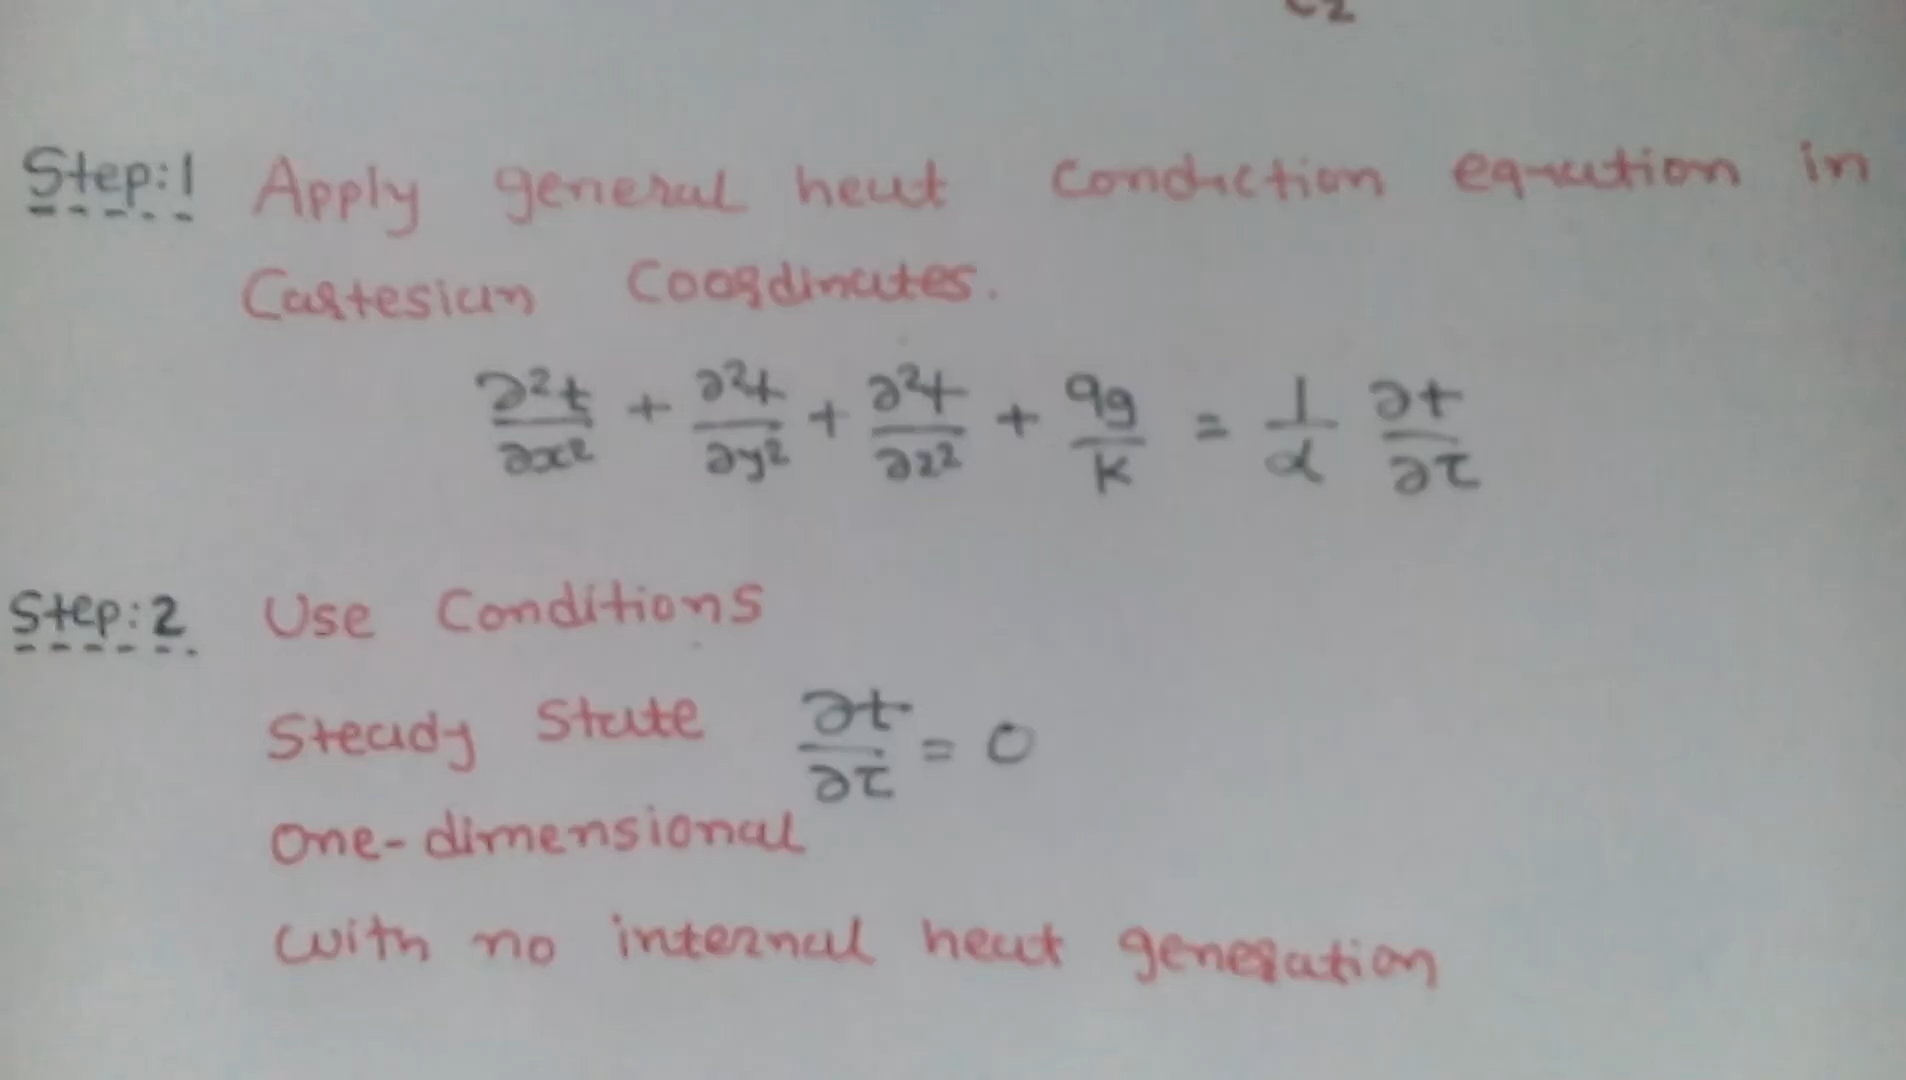 Step:1 Apply general heat conduction equation in
Cartesian Coordinates.
∂²t/∂x² + ∂²t/∂y² + ∂²t/∂z² + qg/k = 1/α ∂t/∂τ
Step:2 Use Conditions
Steady State ∂t/∂τ = 0
one-dimensional
with no internal heat generation